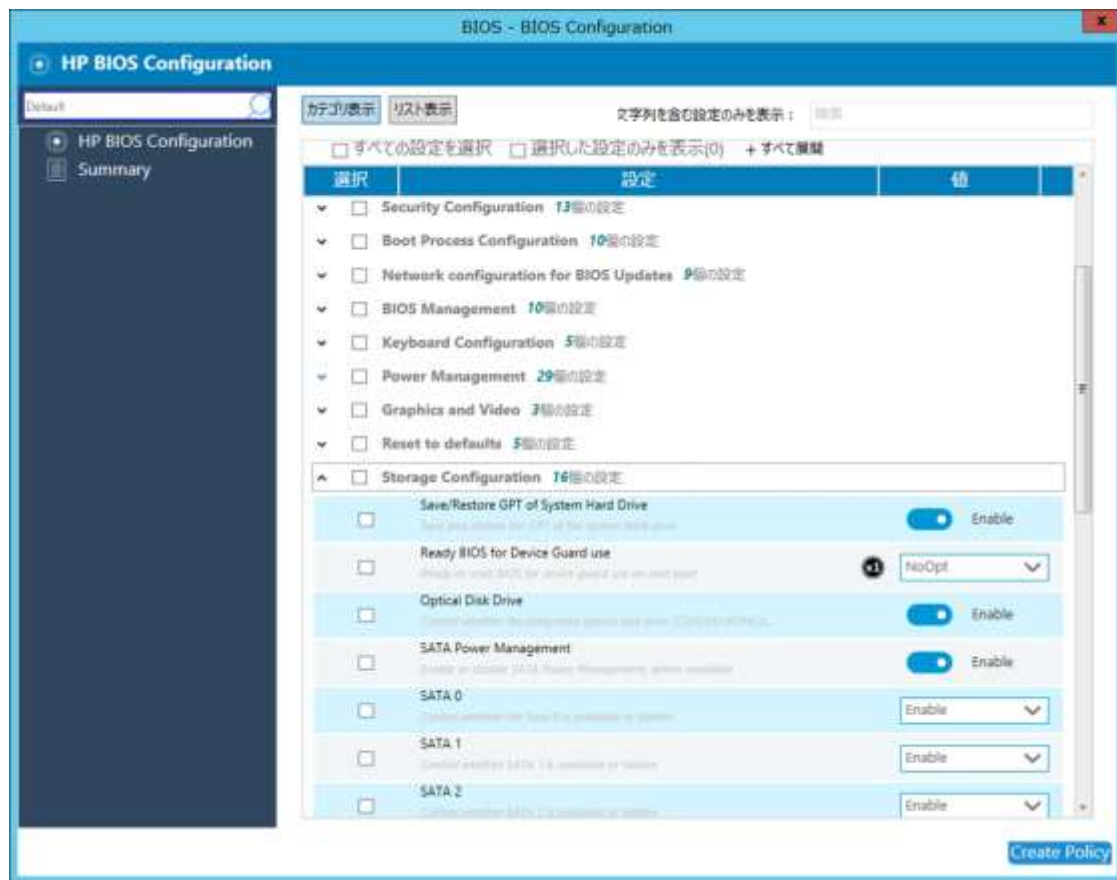 BIOS - BIOS Configuration
x
HP BIOS Configuration
Default
HP BIOS Configuration
Summary
カテゴリ表示 リスト表示 文字列を含む設定のみを表示: 検索
すべての設定を選択 選択した設定のみを表示(0) + すべて展開
選択 設定 値
Security Configuration 13個の設定
Boot Process Configuration 10個の設定
Network configuration for BIOS Updates 9個の設定
BIOS Management 10個の設定
Keyboard Configuration 5個の設定
Power Management 29個の設定
Graphics and Video 3個の設定
Reset to defaults 5個の設定
Storage Configuration 16個の設定
Save/Restore GPT of System Hard Drive
Enable
Ready BIOS for Device Guard use
NoOpt
Optical Disk Drive
Enable
SATA Power Management
Enable
SATA 0
Enable
SATA 1
Enable
SATA 2
Enable
Create Policy